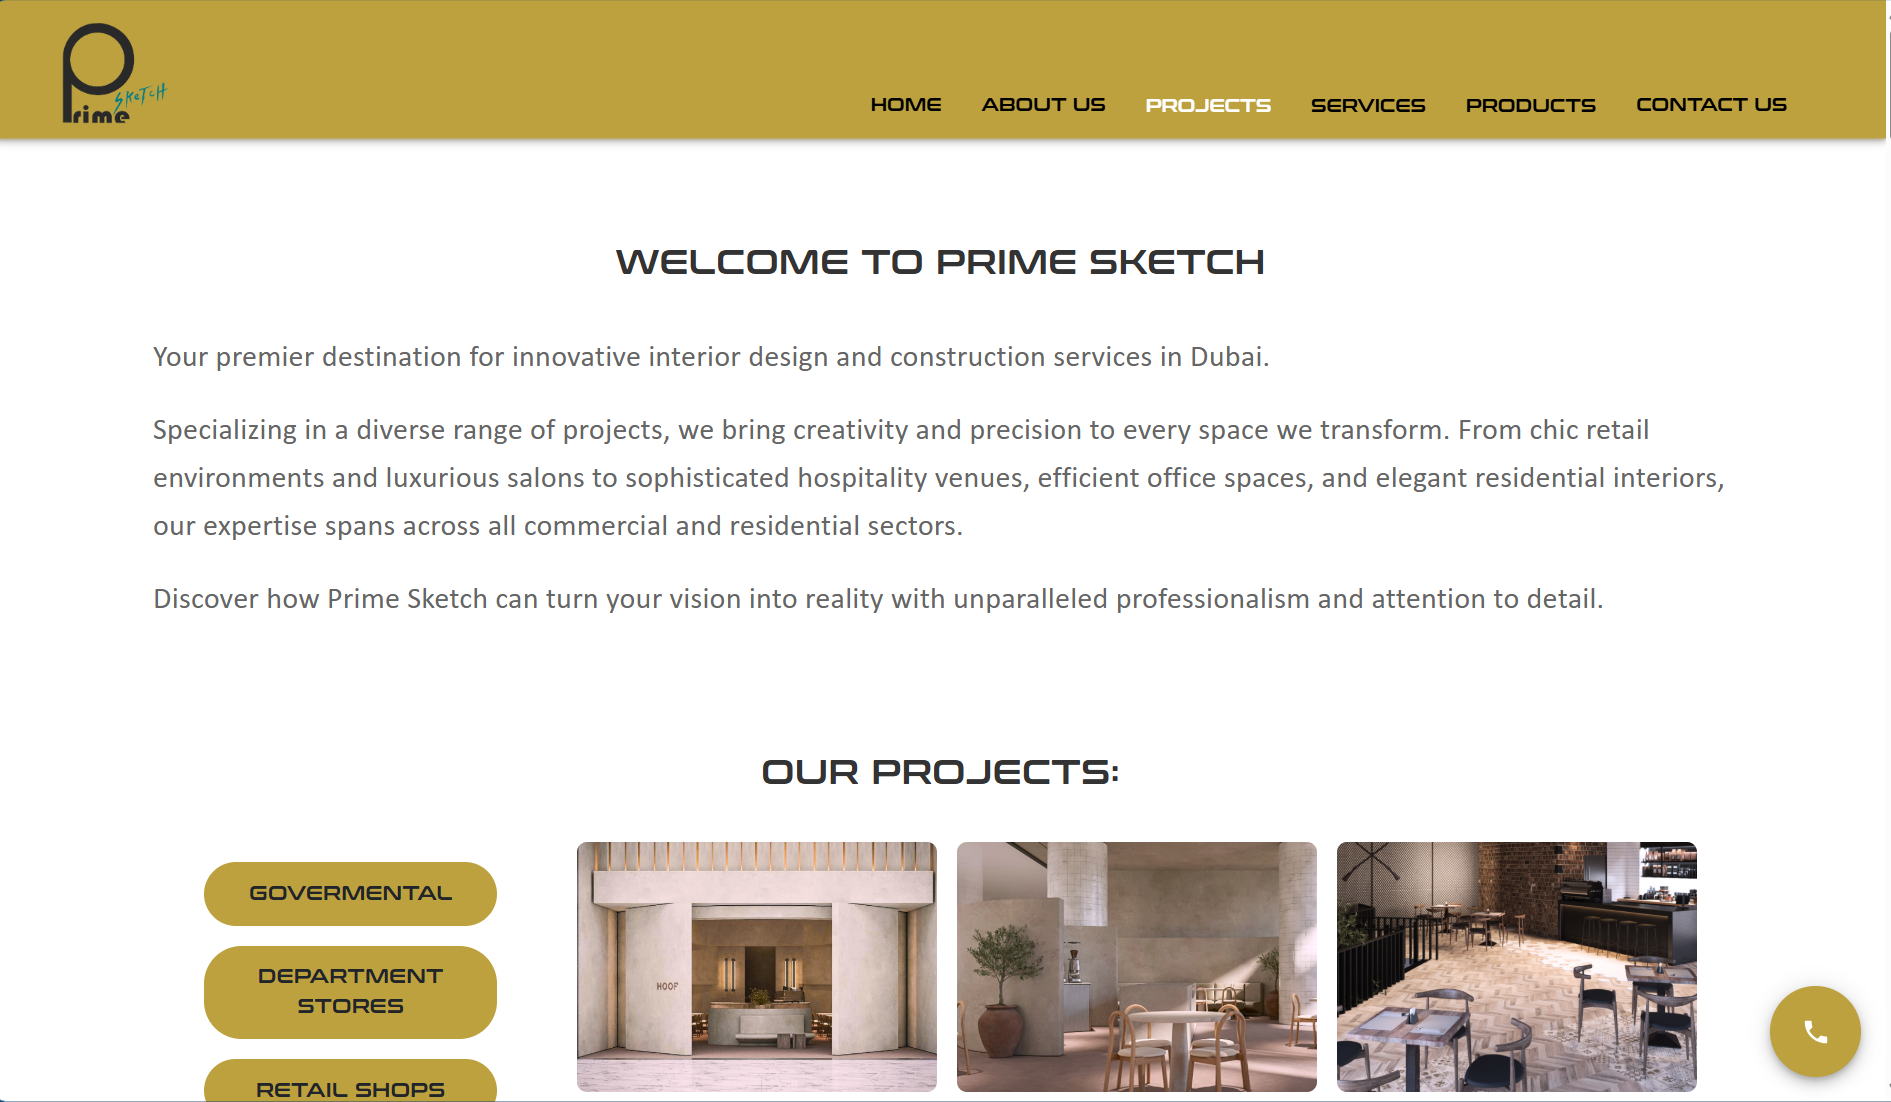 Prime
SKeTcH
HOME ABOUT US PROJECTS SERVICES PRODUCTS CONTACT US
WELCOME TO PRIME SKETCH
Your premier destination for innovative interior design and construction services in Dubai.
Specializing in a diverse range of projects, we bring creativity and precision to every space we transform. From chic retail
environments and luxurious salons to sophisticated hospitality venues, efficient office spaces, and elegant residential interiors,
our expertise spans across all commercial and residential sectors.
Discover how Prime Sketch can turn your vision into reality with unparalleled professionalism and attention to detail.
OUR PROJECTS:
GOVERMENTAL
DEPARTMENT
STORES
RETAIL SHOPS
HOOF